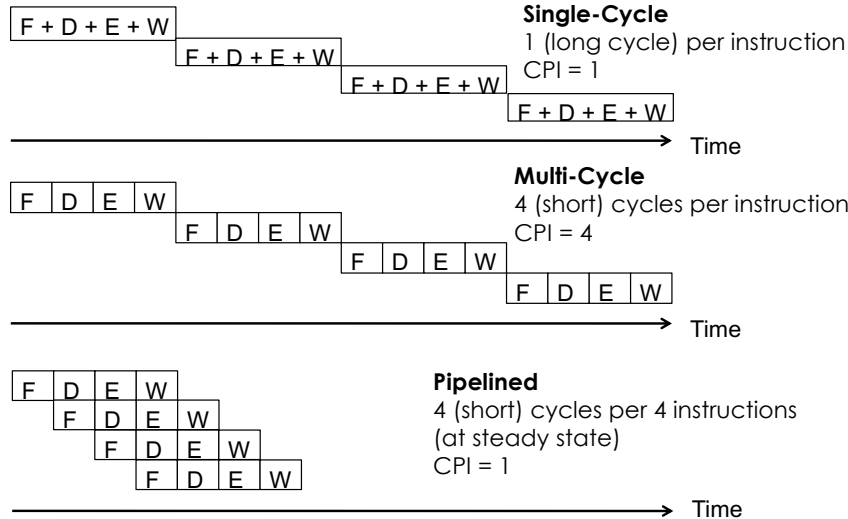 Single-Cycle
F + D + E + W
1 (long cycle) per instruction
F + D + E + W
CPI = 1
F + D + E + W
F + D + E + W
Time
Multi-Cycle
F D E W
4 (short) cycles per instruction
F D E W
CPI = 4
F D E W
F D E W
Time
Pipelined
F D E W
4 (short) cycles per 4 instructions
F D E W
(at steady state)
F D E W
CPI = 1
F D E W
Time